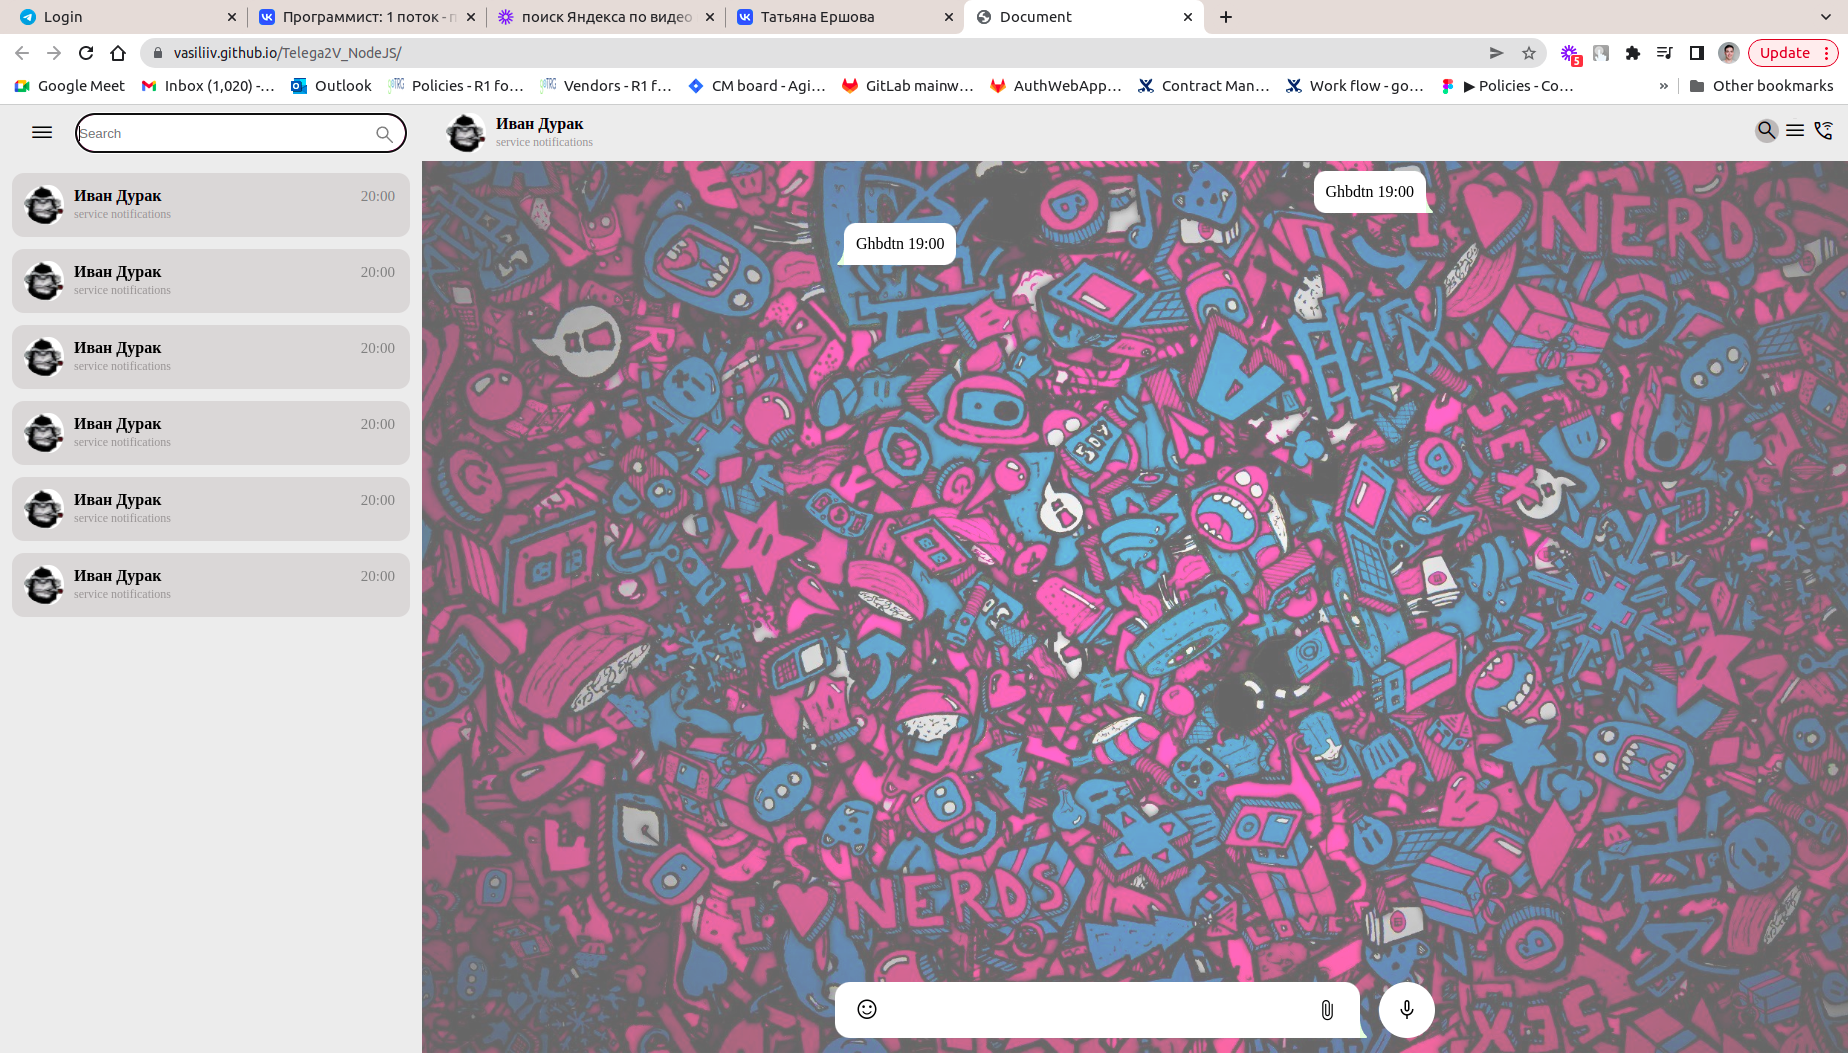 Login
Программист: 1 поток - п
поиск Яндекса по видео
Татьяна Ершова
Document
vasiliiv.github.io/Telega2V_NodeJS/
5
Update
Google Meet
Inbox (1,020) -...
Outlook
Policies - R1 fo...
Vendors - R1 f...
CM board - Agi...
GitLab mainw...
AuthWebApp...
Contract Man...
Work flow - go...
▶ Policies - Co...
»
Other bookmarks
Search
Иван Дурак
service notifications
Иван Дурак
service notifications
20:00
Иван Дурак
service notifications
20:00
Иван Дурак
service notifications
20:00
Иван Дурак
service notifications
20:00
Иван Дурак
service notifications
20:00
Иван Дурак
service notifications
20:00
Ghbdtn 19:00
Ghbdtn 19:00
I NERDS
SEX
I NERDS
LOVE
SEX